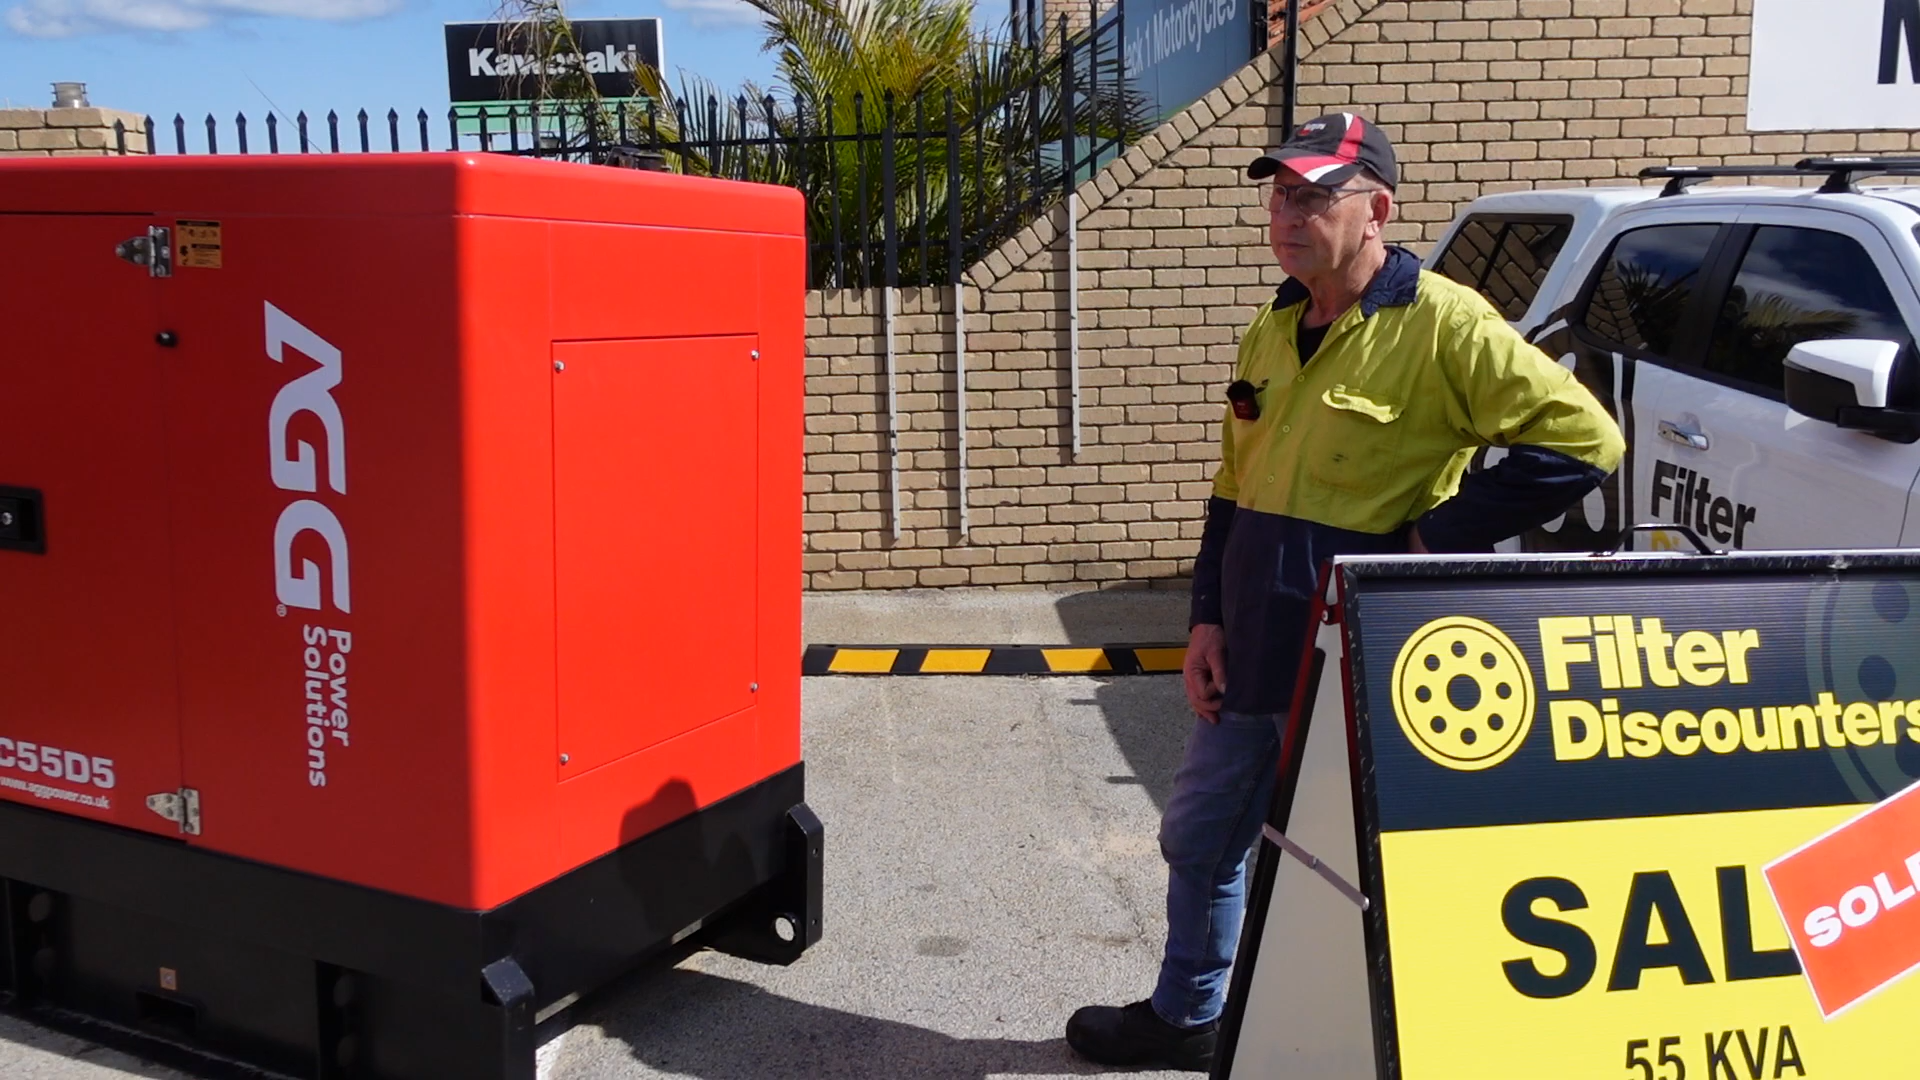 Kawasaki
Motorcycles
AGG
®
Power
Solutions
C55D5
www.aggpower.co.uk
Filter
Filter
Discounters
SAL
SOL
55 KVA